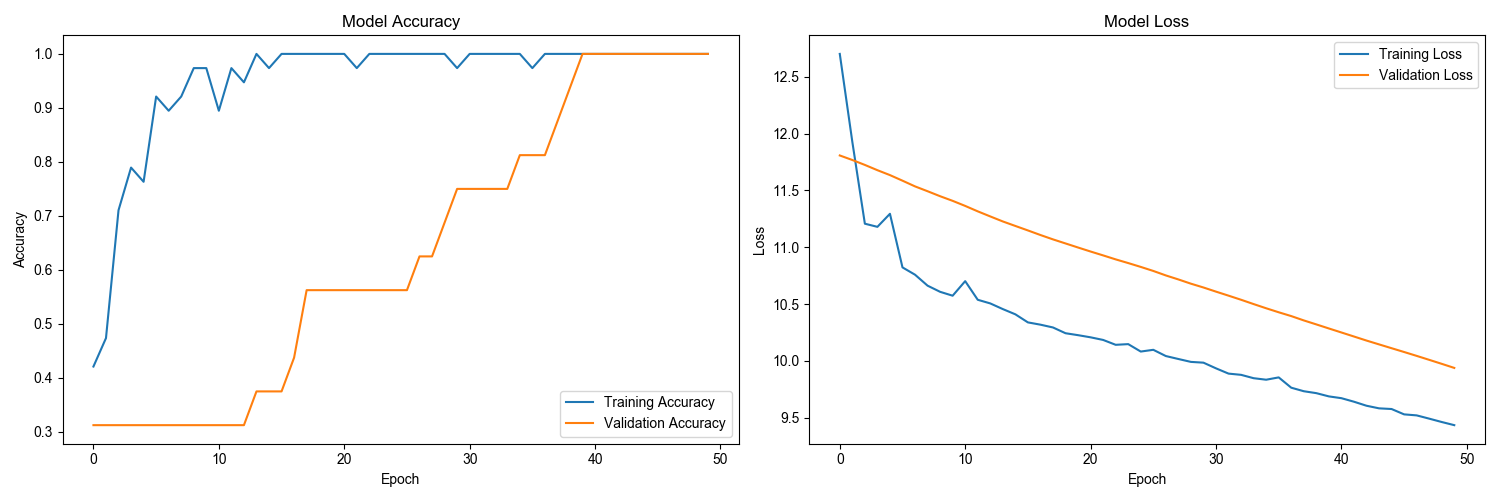 Model Accuracy
1.0
0.9
0.8
0.7
0.6
0.5
0.4
0.3
Accuracy
0 10 20 30 40 50
Epoch
Training Accuracy
Validation Accuracy
Model Loss
12.5
12.0
11.5
11.0
10.5
10.0
9.5
Loss
0 10 20 30 40 50
Epoch
Training Loss
Validation Loss